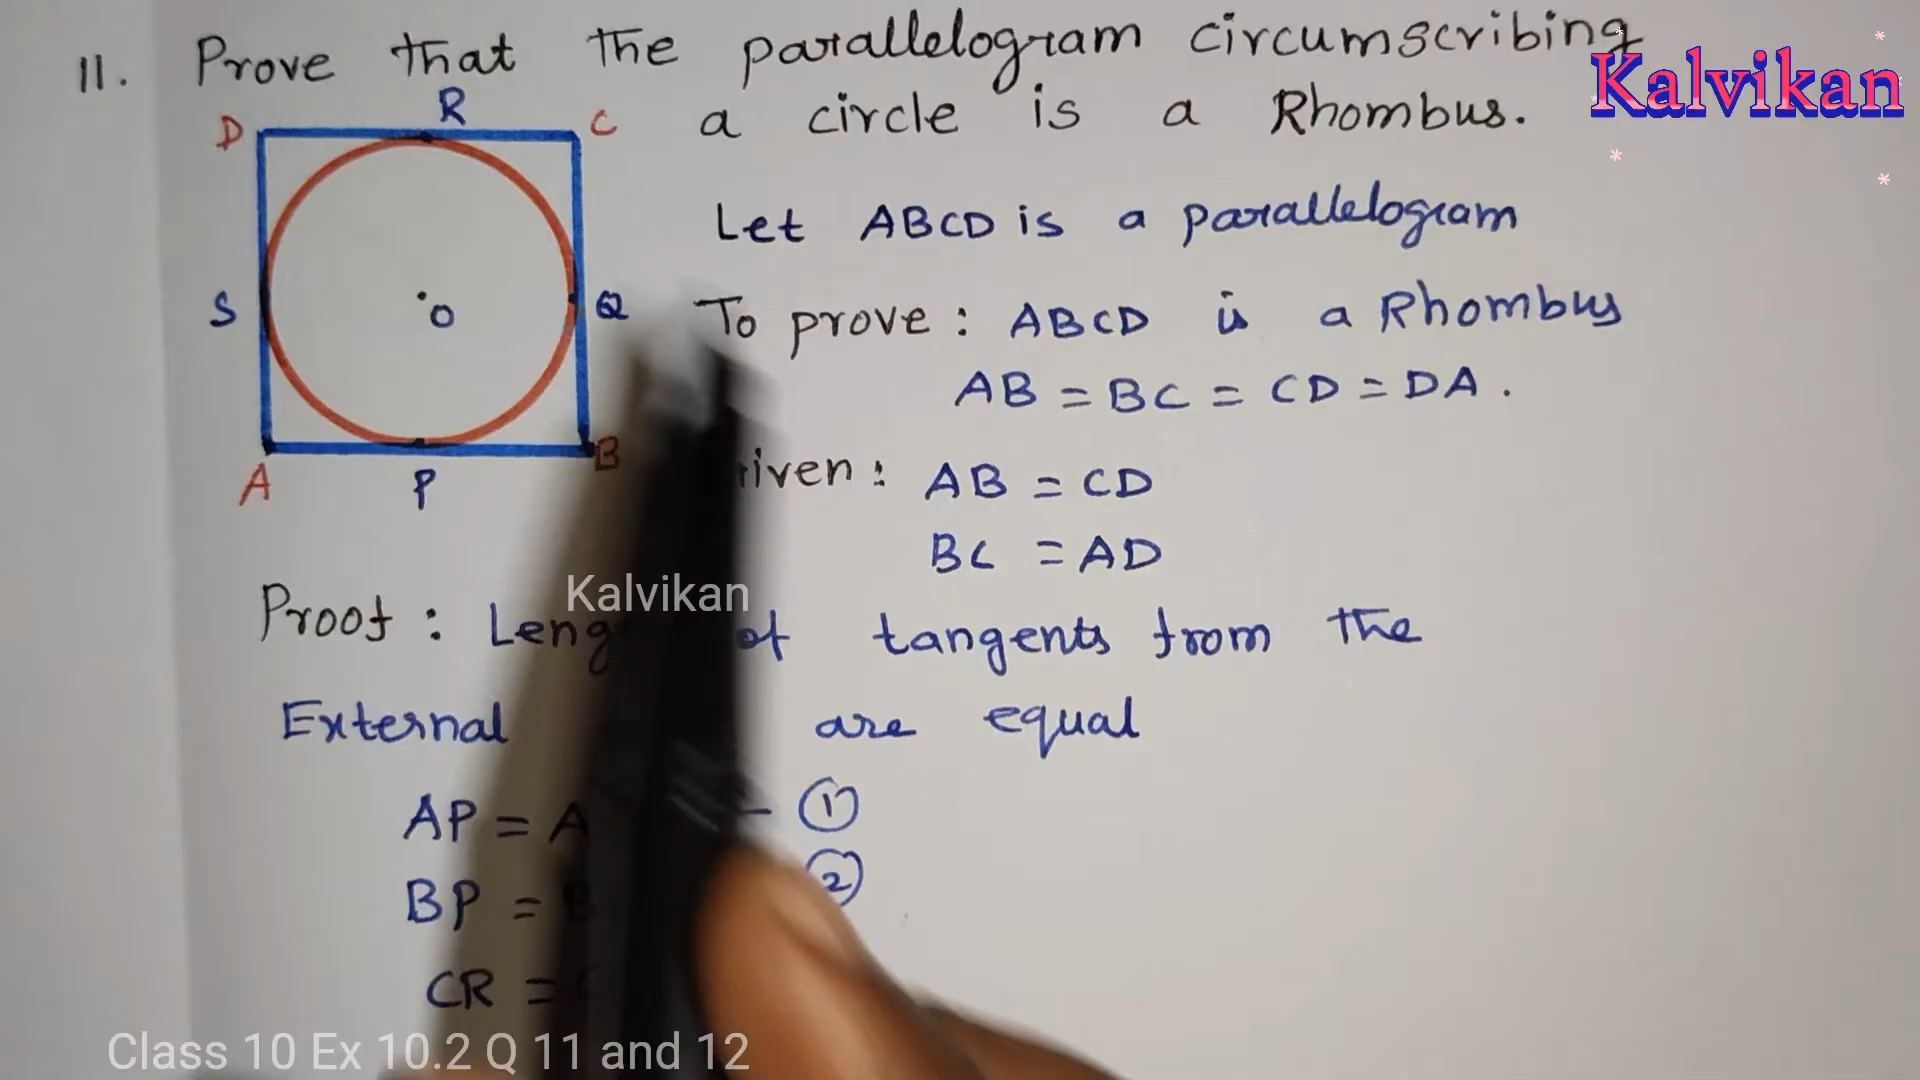 11. Prove that the parallelogram circumscribing
a circle is a Rhombus.
Kalvikan
D R C
S O Q
A P B
Let ABCD is a parallelogram
To prove : ABCD is a Rhombus
AB = BC = CD = DA .
AB = CD
BC = AD
Proof : of tangents from the
External are equal
Kalvikan
AP = A - 1
BP = B 2
CR =
Class 10 Ex 10.2 Q 11 and 12